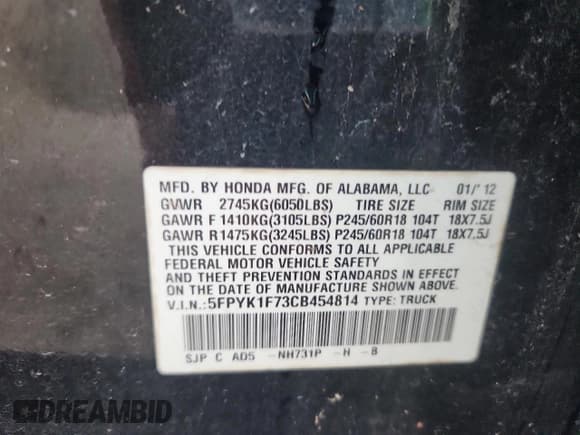 MFD. BY HONDA MFG. OF ALABAMA, LLC 01/'12
GVWR 2745KG(6050LBS) TIRE SIZE RIM SIZE
GAWR F 1410KG(3105LBS) P245/60R18 104T 18X7.5J
GAWR R1475KG(3245LBS) P245/60R18 104T 18X7.5J
THIS VEHICLE CONFORMS TO ALL APPLICABLE
FEDERAL MOTOR VEHICLE SAFETY
AND THEFT PREVENTION STANDARDS IN EFFECT
ON THE DATE OF MANUFACTURE SHOWN ABOVE.
V.I.N.:5FPYK1F73CB454814 TYPE: TRUCK
SJP C AD5 -NH731P -H -B
DREAMBID